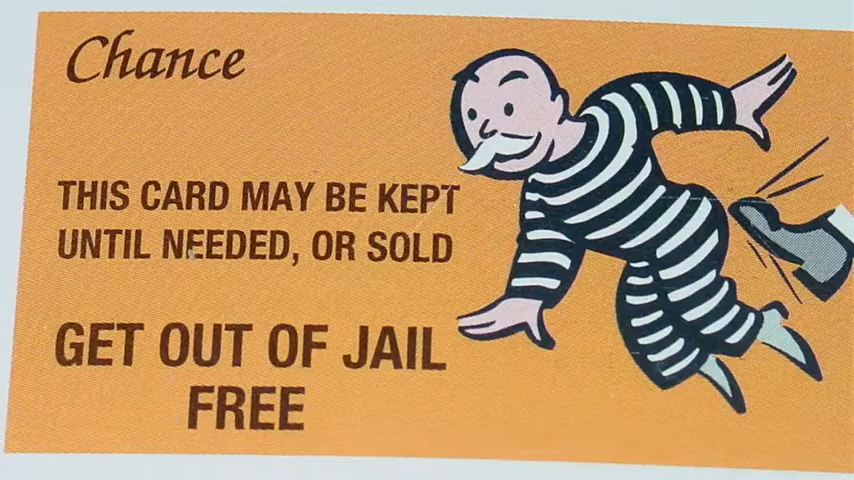 Chance
THIS CARD MAY BE KEPT
UNTIL NEEDED, OR SOLD
GET OUT OF JAIL
FREE